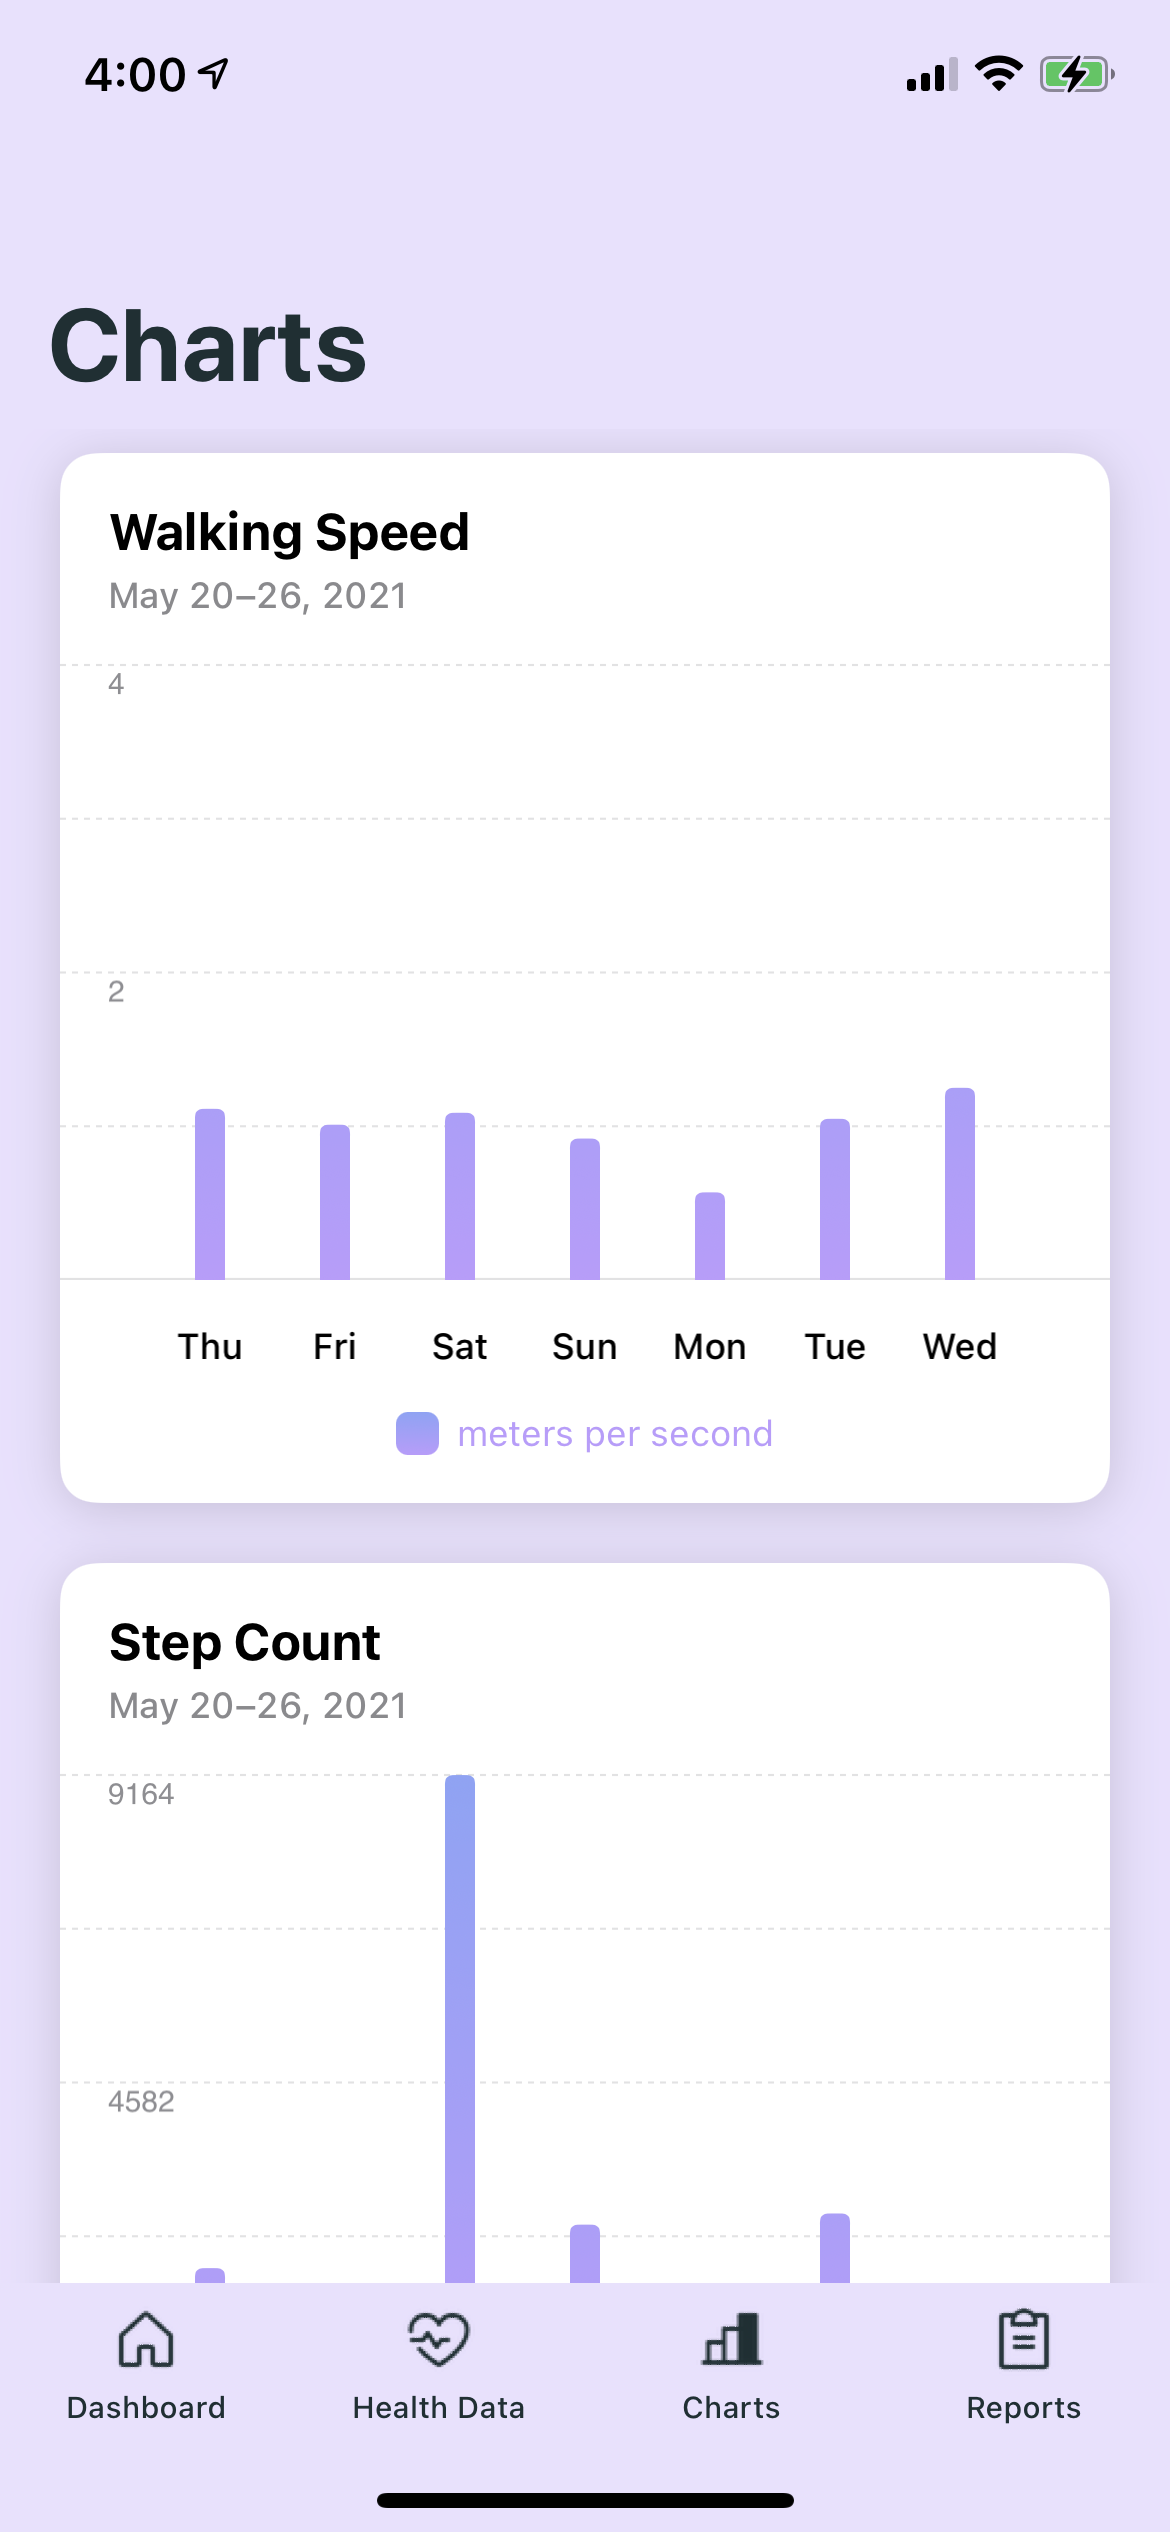 4:00
Charts
Walking Speed
May 20–26, 2021
4
2
Thu Fri Sat Sun Mon Tue Wed
meters per second
Step Count
May 20–26, 2021
9164
4582
Dashboard Health Data Charts Reports